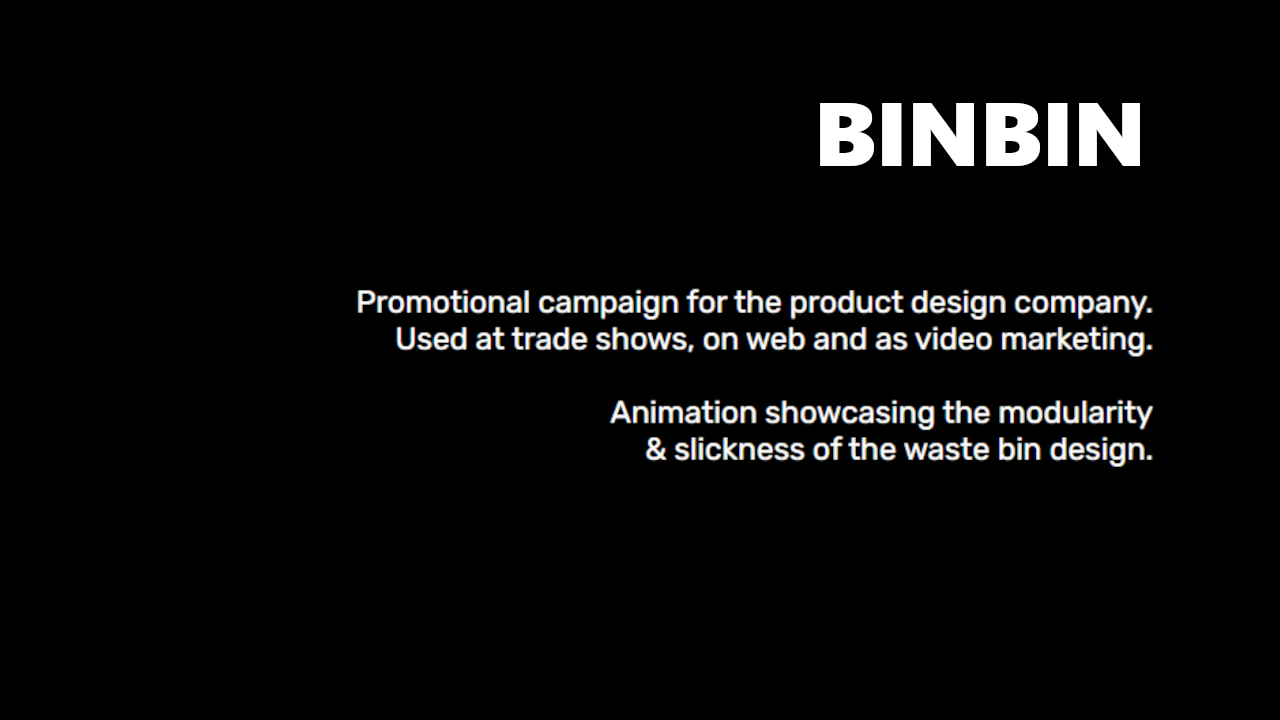 BINBIN
Promotional campaign for the product design company.
Used at trade shows, on web and as video marketing.
Animation showcasing the modularity
& slickness of the waste bin design.